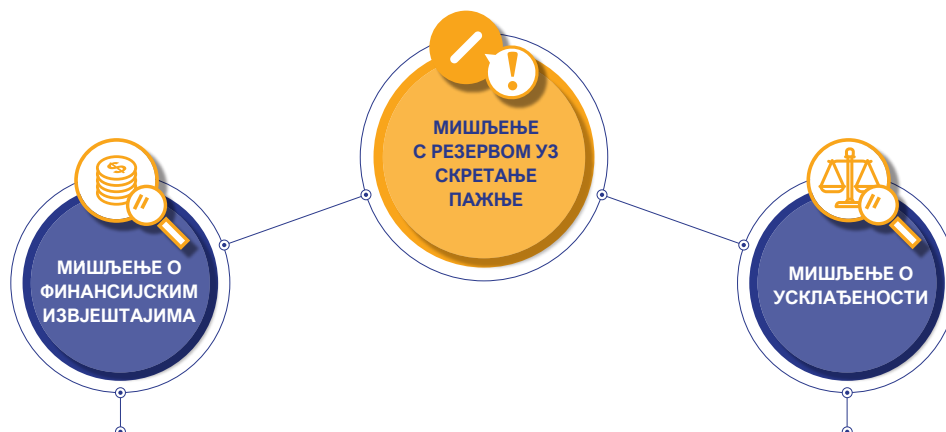 МИШЉЕЊЕ
С РЕЗЕРВОМ УЗ
СКРЕТАЊЕ
ПАЖЊЕ
МИШЉЕЊЕ О
ФИНАНСИЈСКИМ
ИЗВЈЕШТАЈИМА
МИШЉЕЊЕ О
УСКЛАЂЕНОСТИ